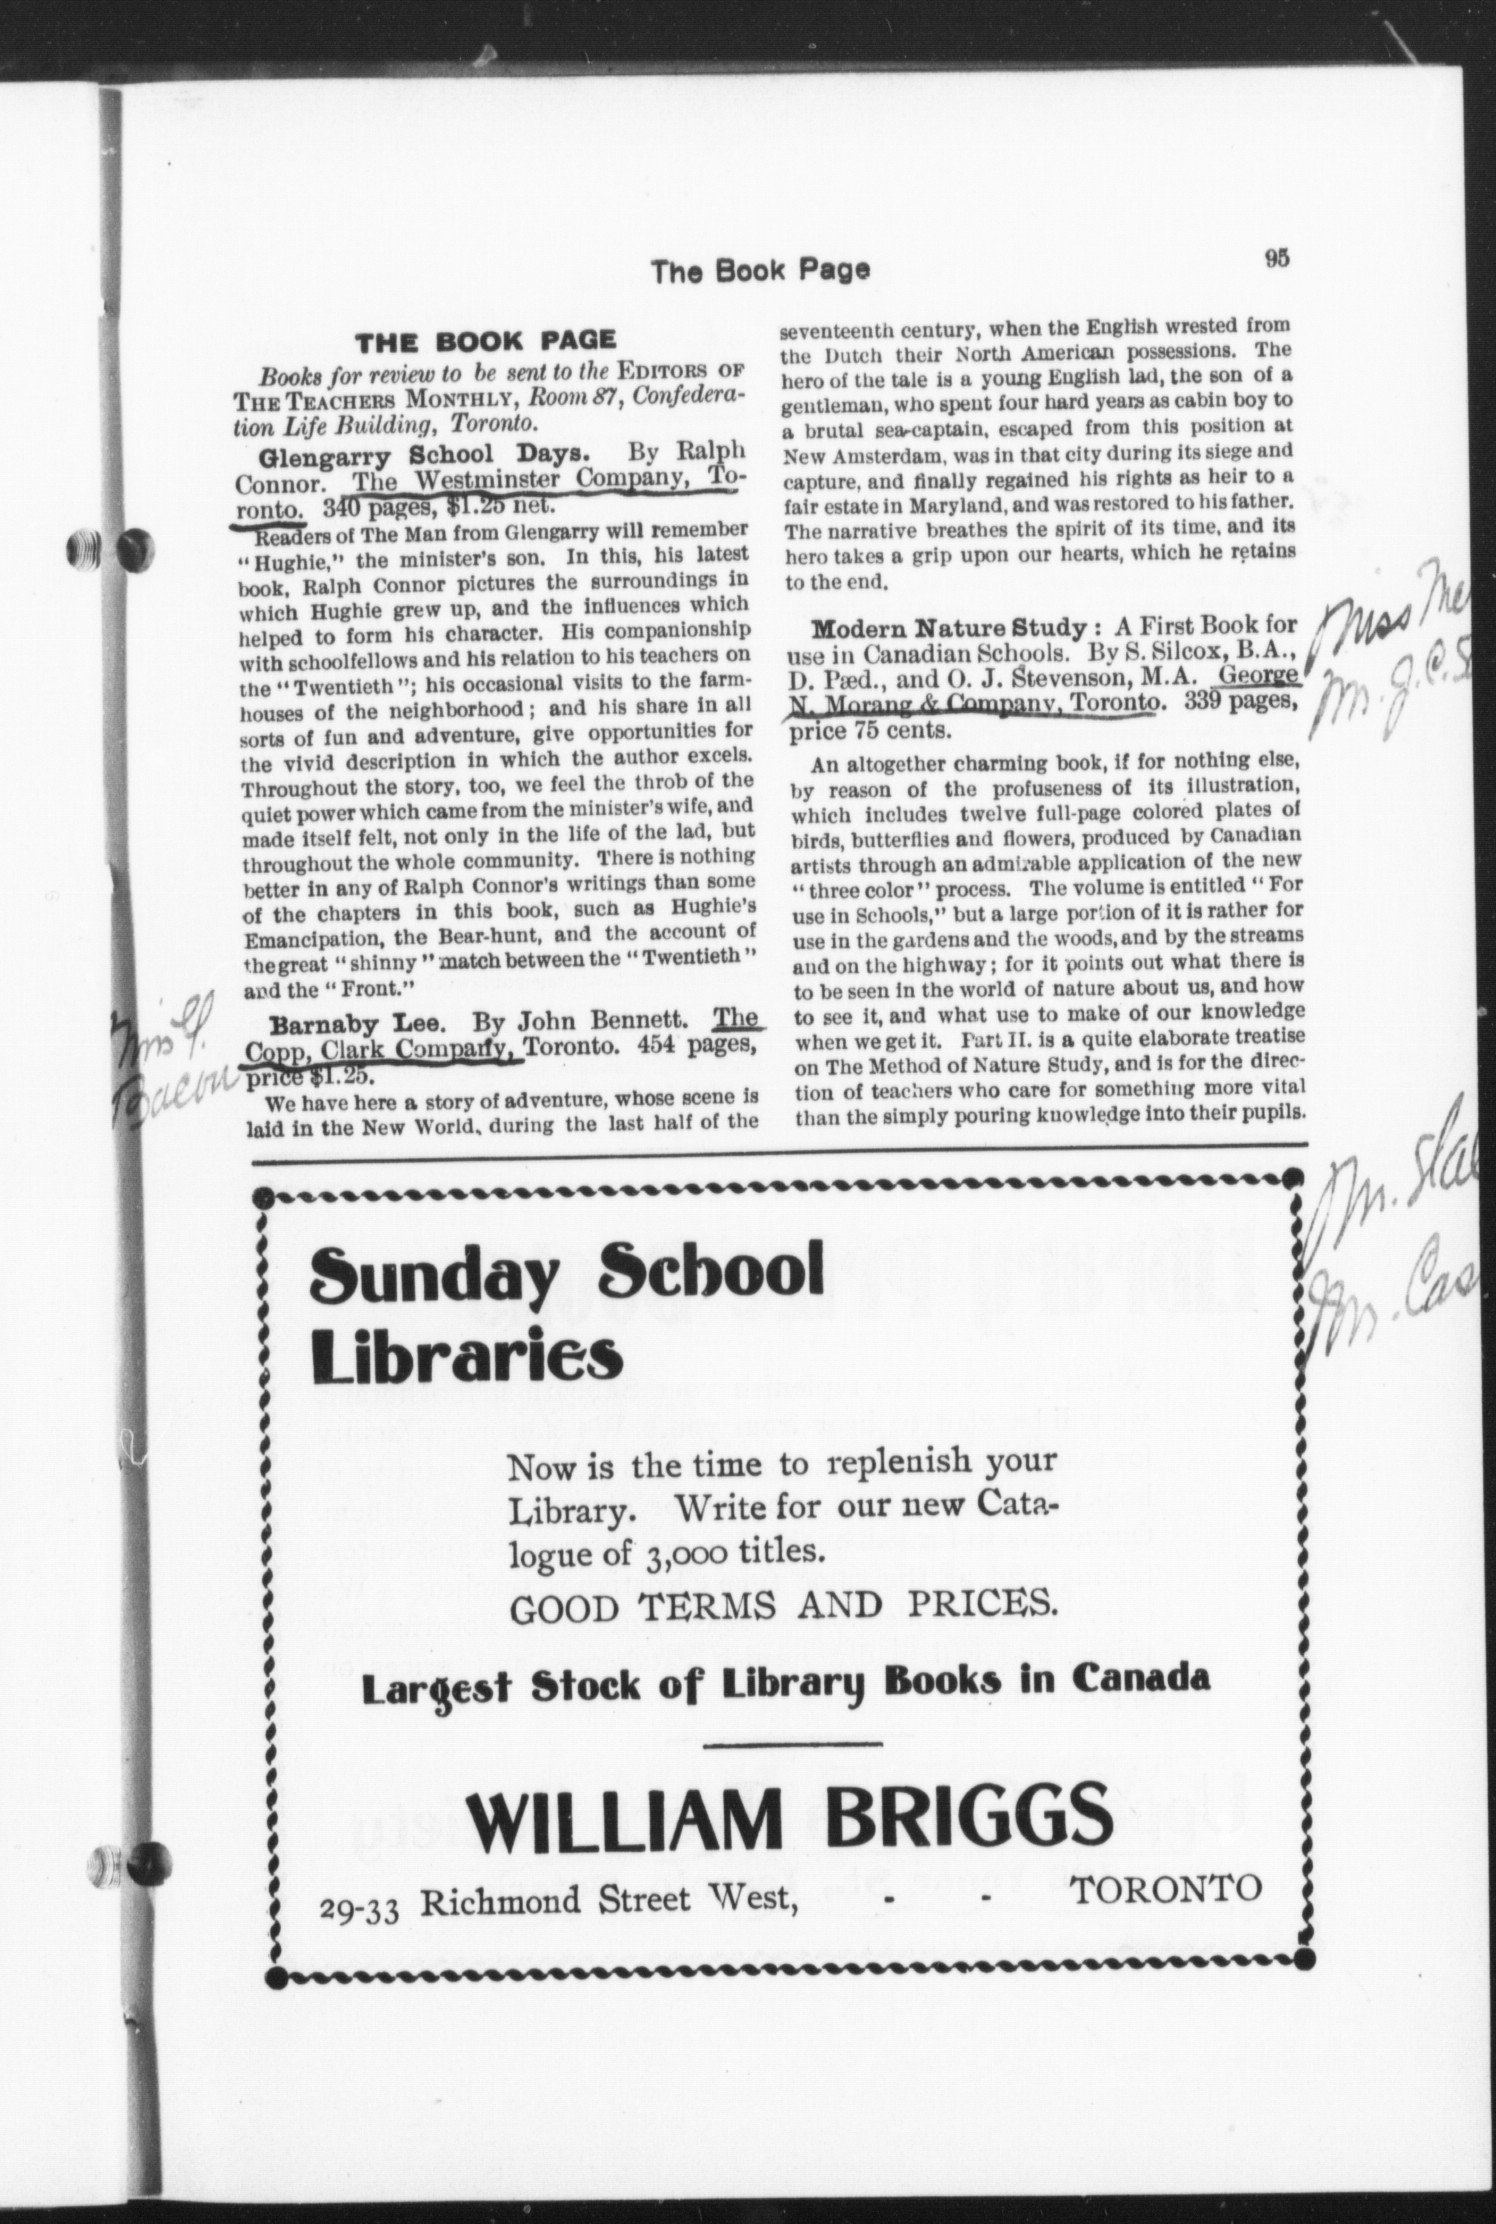 The Book Page
95
THE BOOK PAGE
Books for review to be sent to the EDITORS OF
THE TEACHERS MONTHLY, Room 87, Confedera-
tion Life Building, Toronto.
Glengarry School Days. By Ralph
Connor. The Westminster Company, To-
ronto. 340 pages, $1.25 net.
Readers of The Man from Glengarry will remember
"Hughie," the minister's son. In this, his latest
book, Ralph Connor pictures the surroundings in
which Hughie grew up, and the influences which
helped to form his character. His companionship
with schoolfellows and his relation to his teachers on
the "Twentieth"; his occasional visits to the farm-
houses of the neighborhood; and his share in all
sorts of fun and adventure, give opportunities for
the vivid description in which the author excels.
Throughout the story, too, we feel the throb of the
quiet power which came from the minister's wife, and
made itself felt, not only in the life of the lad, but
throughout the whole community. There is nothing
better in any of Ralph Connor's writings than some
of the chapters in this book, such as Hughie's
Emancipation, the Bear-hunt, and the account of
the great "shinny" match between the "Twentieth"
and the "Front."
Barnaby Lee. By John Bennett. The
Copp, Clark Company, Toronto. 454 pages,
price $1.25.
We have here a story of adventure, whose scene is
laid in the New World, during the last half of the
Bacon
seventeenth century, when the English wrested from
the Dutch their North American possessions. The
hero of the tale is a young English lad, the son of a
gentleman, who spent four hard years as cabin boy to
a brutal sea-captain, escaped from this position at
New Amsterdam, was in that city during its siege and
capture, and finally regained his rights as heir to a
fair estate in Maryland, and was restored to his father.
The narrative breathes the spirit of its time, and its
hero takes a grip upon our hearts, which he retains
to the end.
Modern Nature Study: A First Book for
use in Canadian Schools. By S. Silcox, B.A.,
D. Pæd., and O. J. Stevenson, M.A. George
N. Morang & Company, Toronto. 339 pages,
price 75 cents.
An altogether charming book, if for nothing else,
by reason of the profuseness of its illustration,
which includes twelve full-page colored plates of
birds, butterflies and flowers, produced by Canadian
artists through an admirable application of the new
"three color" process. The volume is entitled "For
use in Schools," but a large portion of it is rather for
use in the gardens and the woods, and by the streams
and on the highway; for it points out what there is
to be seen in the world of nature about us, and how
to see it, and what use to make of our knowledge
when we get it. Part II. is a quite elaborate treatise
on The Method of Nature Study, and is for the direc-
tion of teachers who care for something more vital
than the simply pouring knowledge into their pupils.
Miss
Mr. J. C.
Mr.
Mr.
Sunday School
Libraries
Now is the time to replenish your
Library. Write for our new Cata-
logue of 3,000 titles.
GOOD TERMS AND PRICES.
Largest Stock of Library Books in Canada
WILLIAM BRIGGS
29-33 Richmond Street West, - - TORONTO